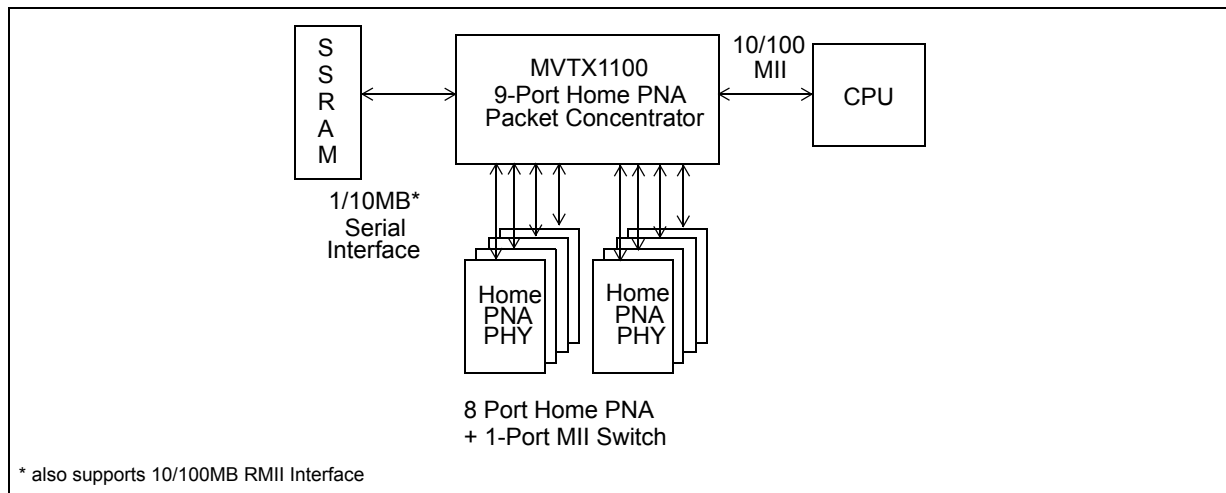 S
S
R
A
M
MVTX1100
9-Port Home PNA
Packet Concentrator
10/100
MII
CPU
1/10MB*
Serial
Interface
Home
PNA
PHY
Home
PNA
PHY
8 Port Home PNA
+ 1-Port MII Switch
* also supports 10/100MB RMII Interface